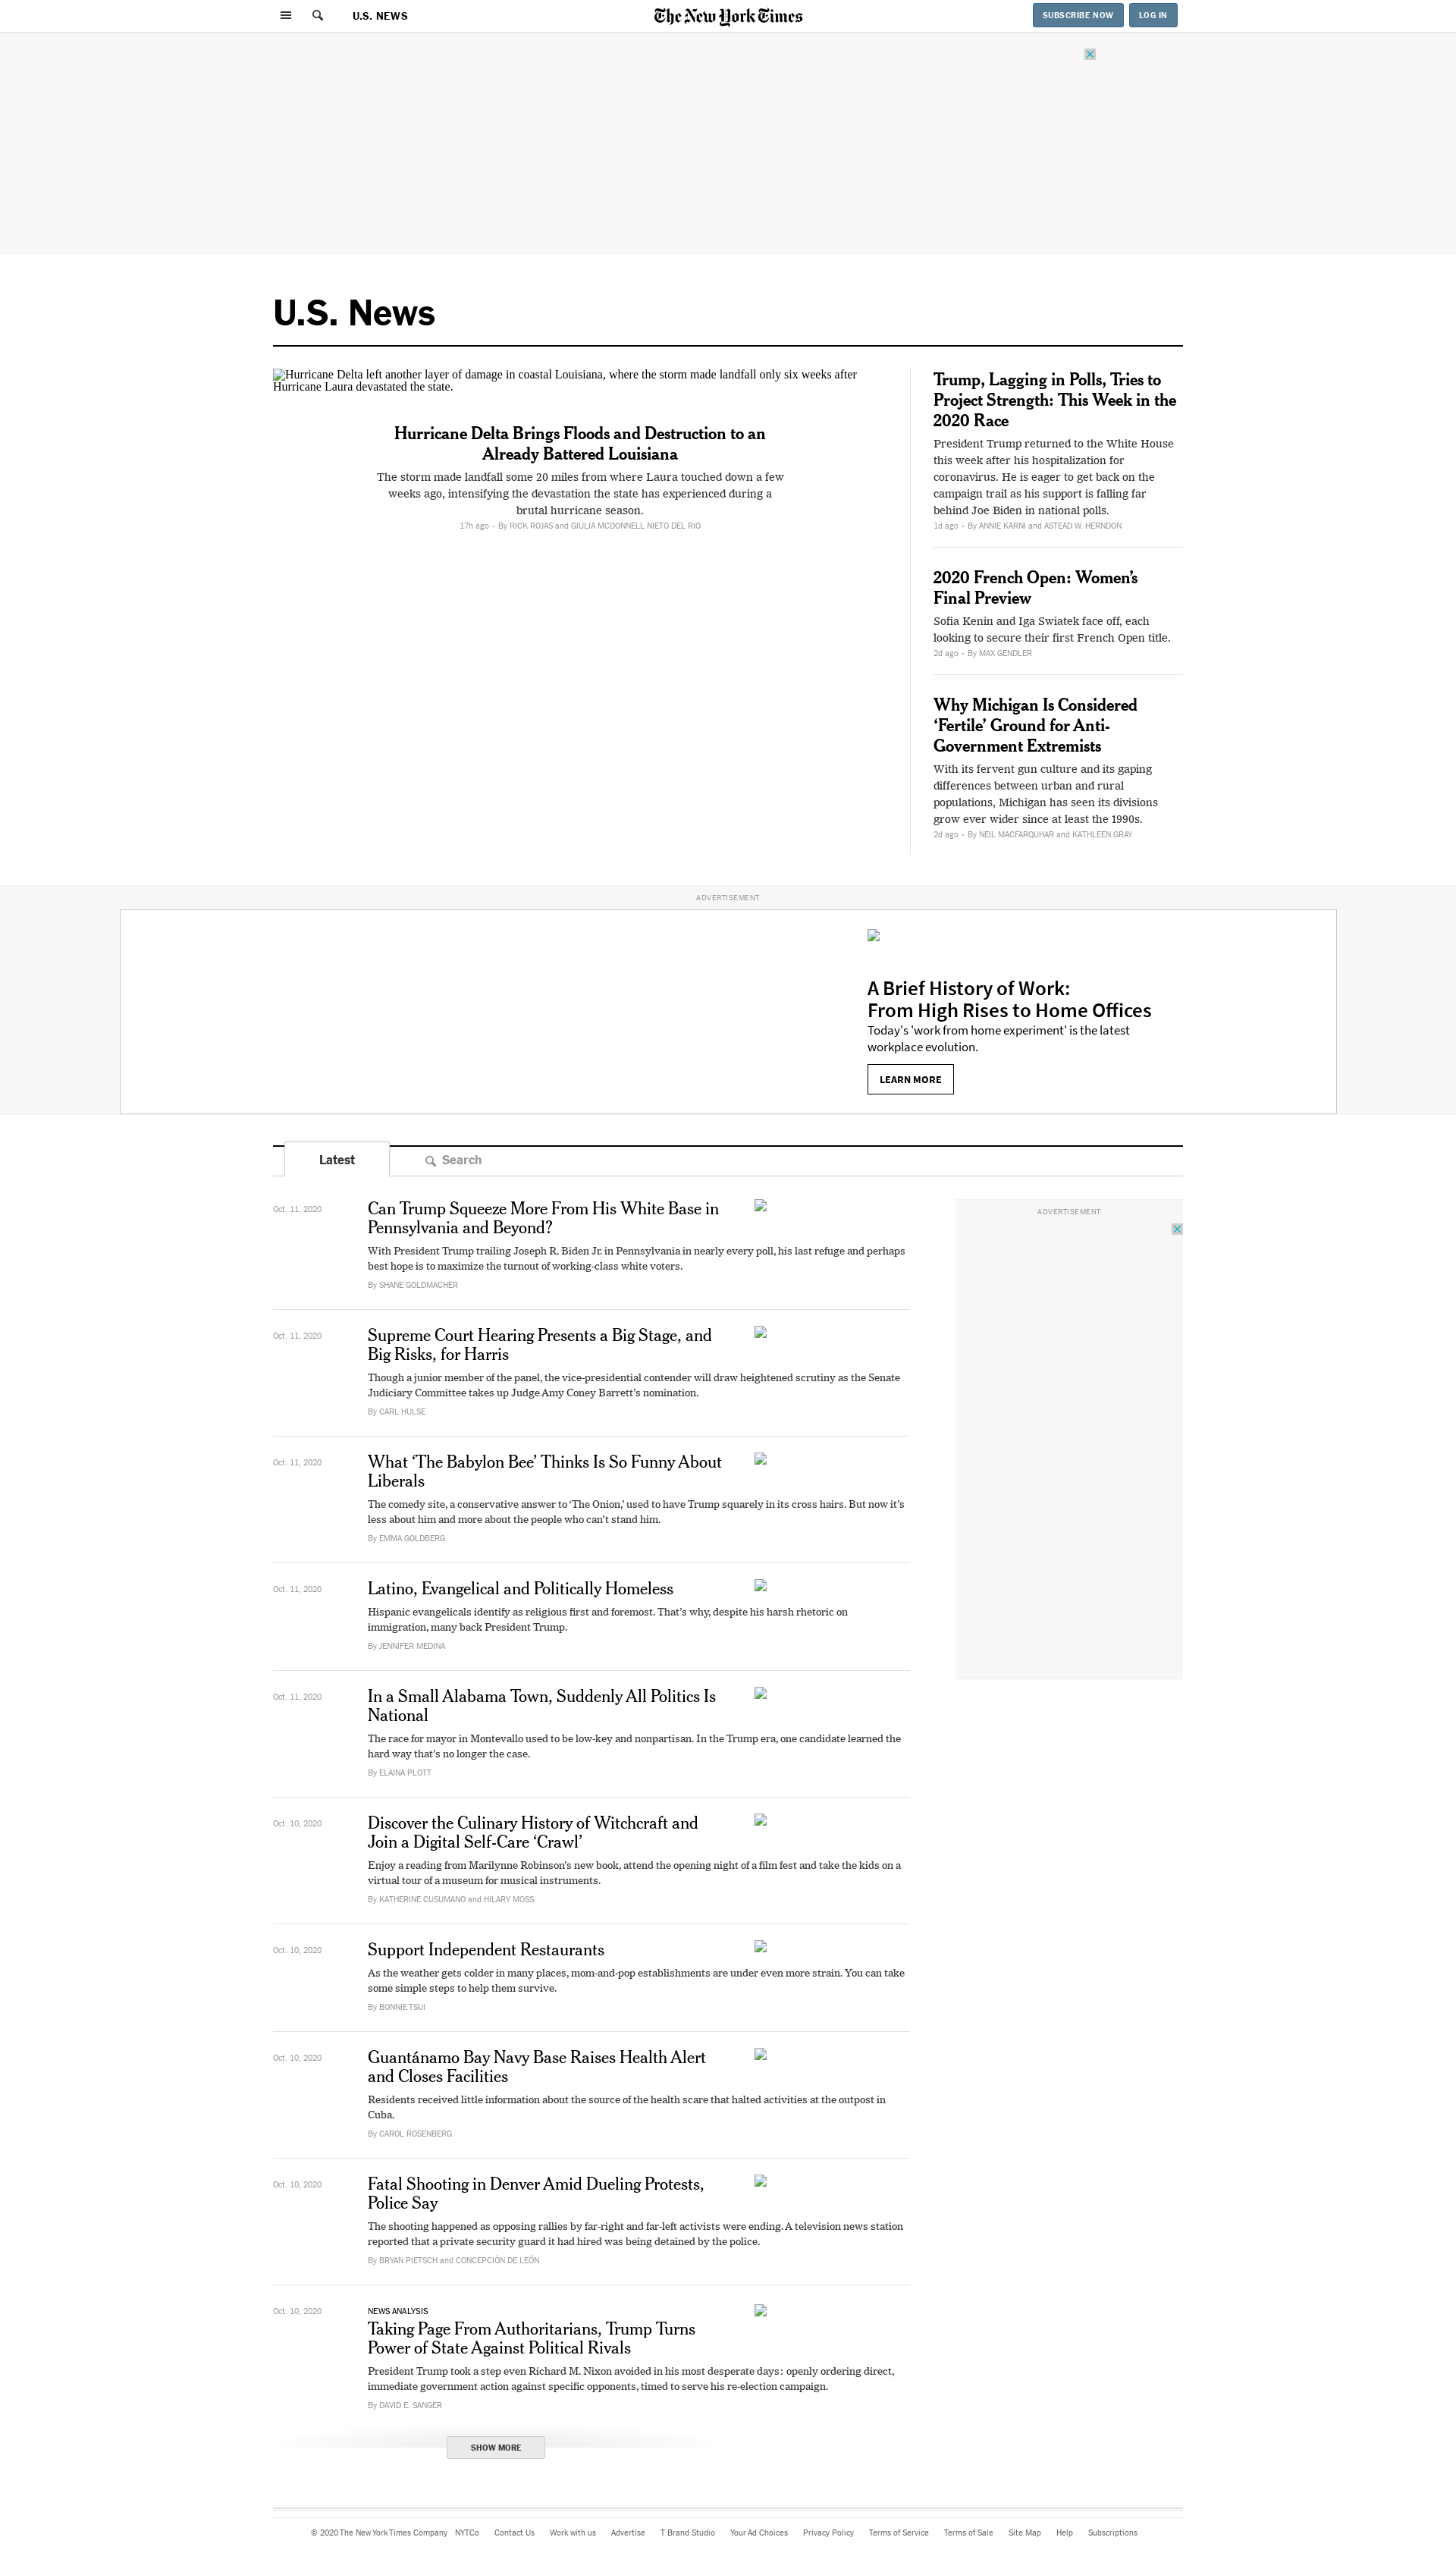 U.S. NEWS
The New York Times
SUBSCRIBE NOW
LOG IN
U.S. News
Hurricane Delta left another layer of damage in coastal Louisiana, where the storm made landfall only six weeks after
Hurricane Laura devastated the state.
Hurricane Delta Brings Floods and Destruction to an
Already Battered Louisiana
The storm made landfall some 20 miles from where Laura touched down a few
weeks ago, intensifying the devastation the state has experienced during a
brutal hurricane season.
17h ago • By RICK ROJAS and GIULIA MCDONNELL NIETO DEL RIO
Trump, Lagging in Polls, Tries to
Project Strength: This Week in the
2020 Race
President Trump returned to the White House
this week after his hospitalization for
coronavirus. He is eager to get back on the
campaign trail as his support is falling far
behind Joe Biden in national polls.
1d ago • By ANNIE KARNI and ASTEAD W. HERNDON
2020 French Open: Women’s
Final Preview
Sofia Kenin and Iga Swiatek face off, each
looking to secure their first French Open title.
2d ago • By MAX GENDLER
Why Michigan Is Considered
‘Fertile’ Ground for Anti-
Government Extremists
With its fervent gun culture and its gaping
differences between urban and rural
populations, Michigan has seen its divisions
grow ever wider since at least the 1990s.
2d ago • By NEIL MACFARQUHAR and KATHLEEN GRAY
ADVERTISEMENT
A Brief History of Work:
From High Rises to Home Offices
Today's 'work from home experiment' is the latest
workplace evolution.
LEARN MORE
Latest
Search
Oct. 11, 2020
Can Trump Squeeze More From His White Base in
Pennsylvania and Beyond?
With President Trump trailing Joseph R. Biden Jr. in Pennsylvania in nearly every poll, his last refuge and perhaps
best hope is to maximize the turnout of working-class white voters.
By SHANE GOLDMACHER
ADVERTISEMENT
Oct. 11, 2020
Supreme Court Hearing Presents a Big Stage, and
Big Risks, for Harris
Though a junior member of the panel, the vice-presidential contender will draw heightened scrutiny as the Senate
Judiciary Committee takes up Judge Amy Coney Barrett’s nomination.
By CARL HULSE
Oct. 11, 2020
What ‘The Babylon Bee’ Thinks Is So Funny About
Liberals
The comedy site, a conservative answer to ‘The Onion,’ used to have Trump squarely in its cross hairs. But now it’s
less about him and more about the people who can’t stand him.
By EMMA GOLDBERG
Oct. 11, 2020
Latino, Evangelical and Politically Homeless
Hispanic evangelicals identify as religious first and foremost. That’s why, despite his harsh rhetoric on
immigration, many back President Trump.
By JENNIFER MEDINA
Oct. 11, 2020
In a Small Alabama Town, Suddenly All Politics Is
National
The race for mayor in Montevallo used to be low-key and nonpartisan. In the Trump era, one candidate learned the
hard way that’s no longer the case.
By ELAINA PLOTT
Oct. 10, 2020
Discover the Culinary History of Witchcraft and
Join a Digital Self-Care ‘Crawl’
Enjoy a reading from Marilynne Robinson’s new book, attend the opening night of a film fest and take the kids on a
virtual tour of a museum for musical instruments.
By KATHERINE CUSUMANO and HILARY MOSS
Oct. 10, 2020
Support Independent Restaurants
As the weather gets colder in many places, mom-and-pop establishments are under even more strain. You can take
some simple steps to help them survive.
By BONNIE TSUI
Oct. 10, 2020
Guantánamo Bay Navy Base Raises Health Alert
and Closes Facilities
Residents received little information about the source of the health scare that halted activities at the outpost in
Cuba.
By CAROL ROSENBERG
Oct. 10, 2020
Fatal Shooting in Denver Amid Dueling Protests,
Police Say
The shooting happened as opposing rallies by far-right and far-left activists were ending. A television news station
reported that a private security guard it had hired was being detained by the police.
By BRYAN PIETSCH and CONCEPCIÓN DE LEÓN
Oct. 10, 2020
NEWS ANALYSIS
Taking Page From Authoritarians, Trump Turns
Power of State Against Political Rivals
President Trump took a step even Richard M. Nixon avoided in his most desperate days: openly ordering direct,
immediate government action against specific opponents, timed to serve his re-election campaign.
By DAVID E. SANGER
SHOW MORE
© 2020 The New York Times Company NYTCo Contact Us Work with us Advertise T Brand Studio Your Ad Choices Privacy Policy Terms of Service Terms of Sale Site Map Help Subscriptions